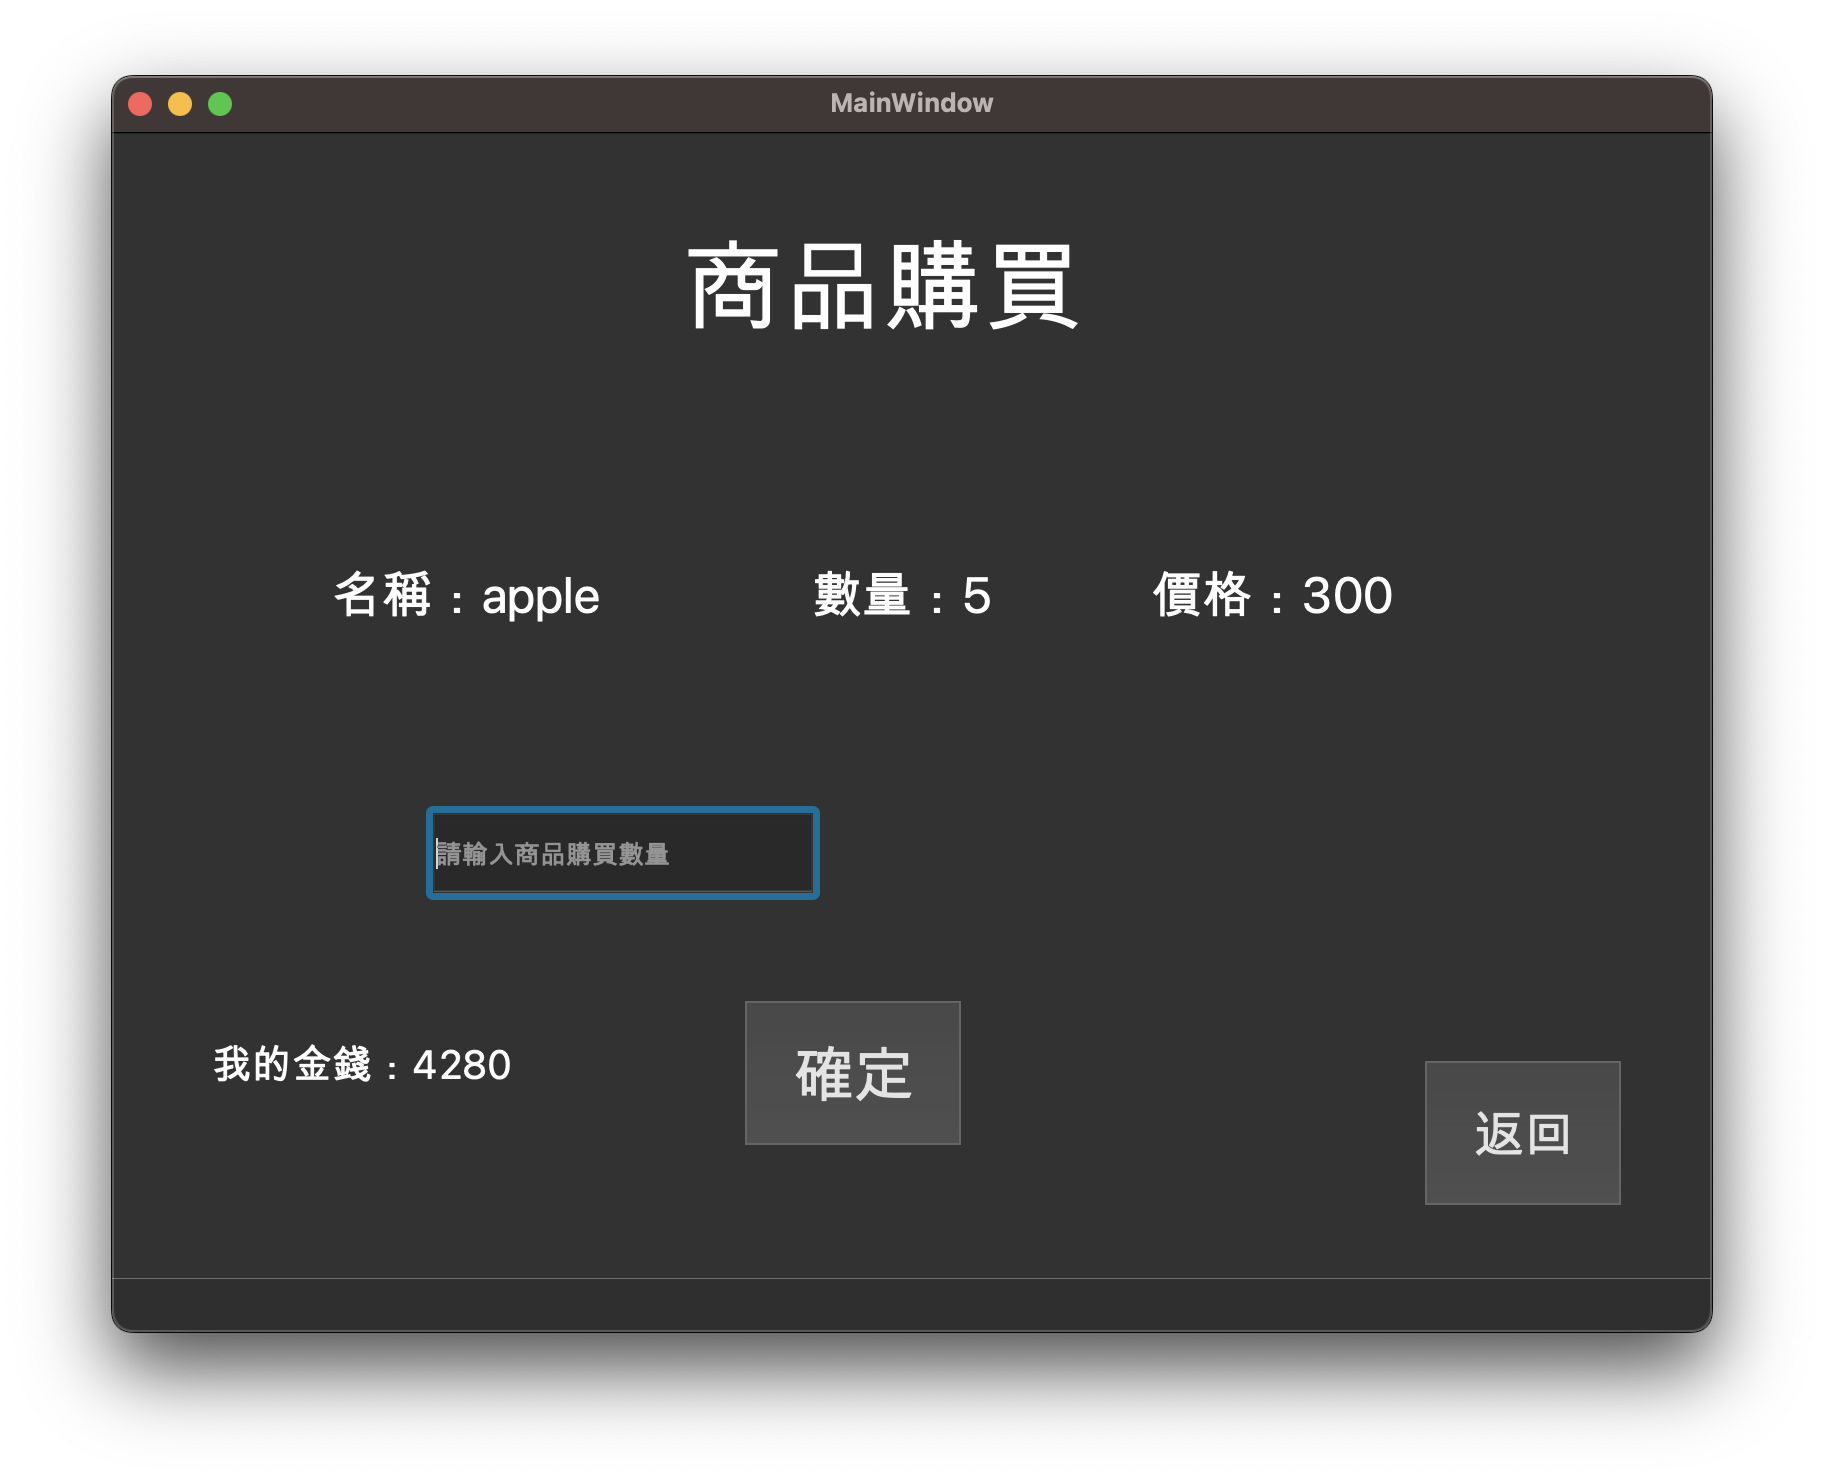 MainWindow
商品購買
名稱：apple 數量：5 價格：300
請輸入商品購買數量
我的金錢：4280
確定
返回